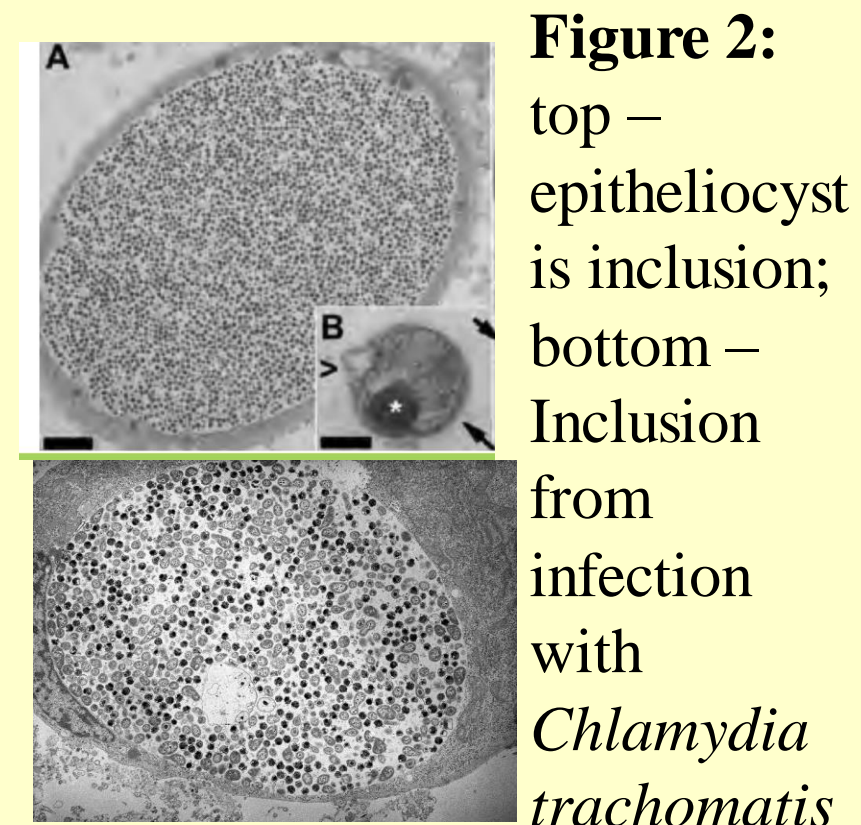 A
B
>
*
Figure 2:
top –
epitheliocyst
is inclusion;
bottom –
Inclusion
from
infection
with
Chlamydia
trachomatis